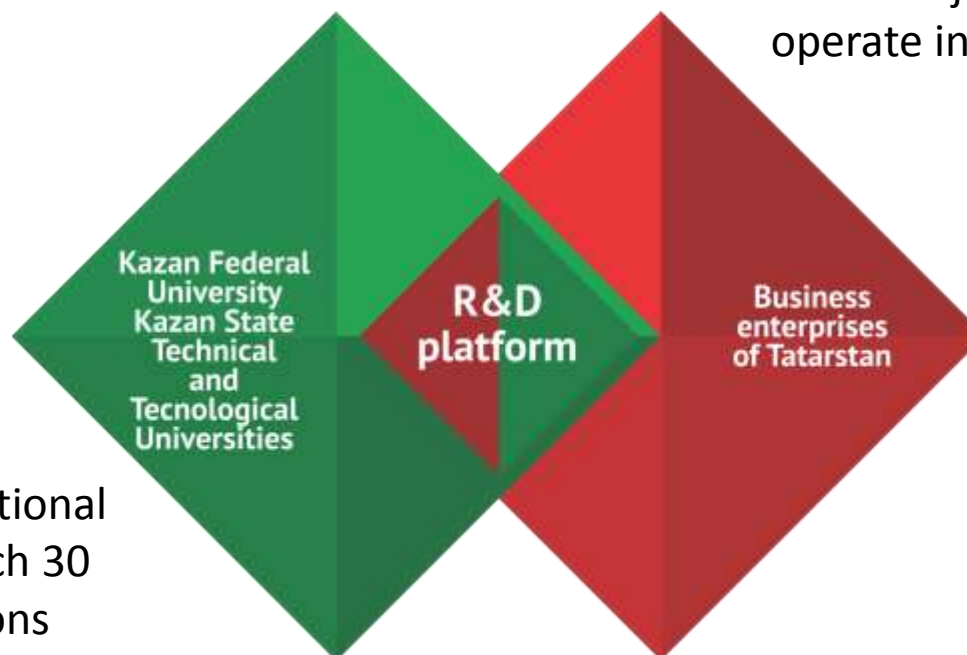 operate in
Kazan Federal
University
Kazan State
Technical
and
Tecnological
Universities
R&D
platform
Business
enterprises
of Tatarstan
tional
ch 30
ons